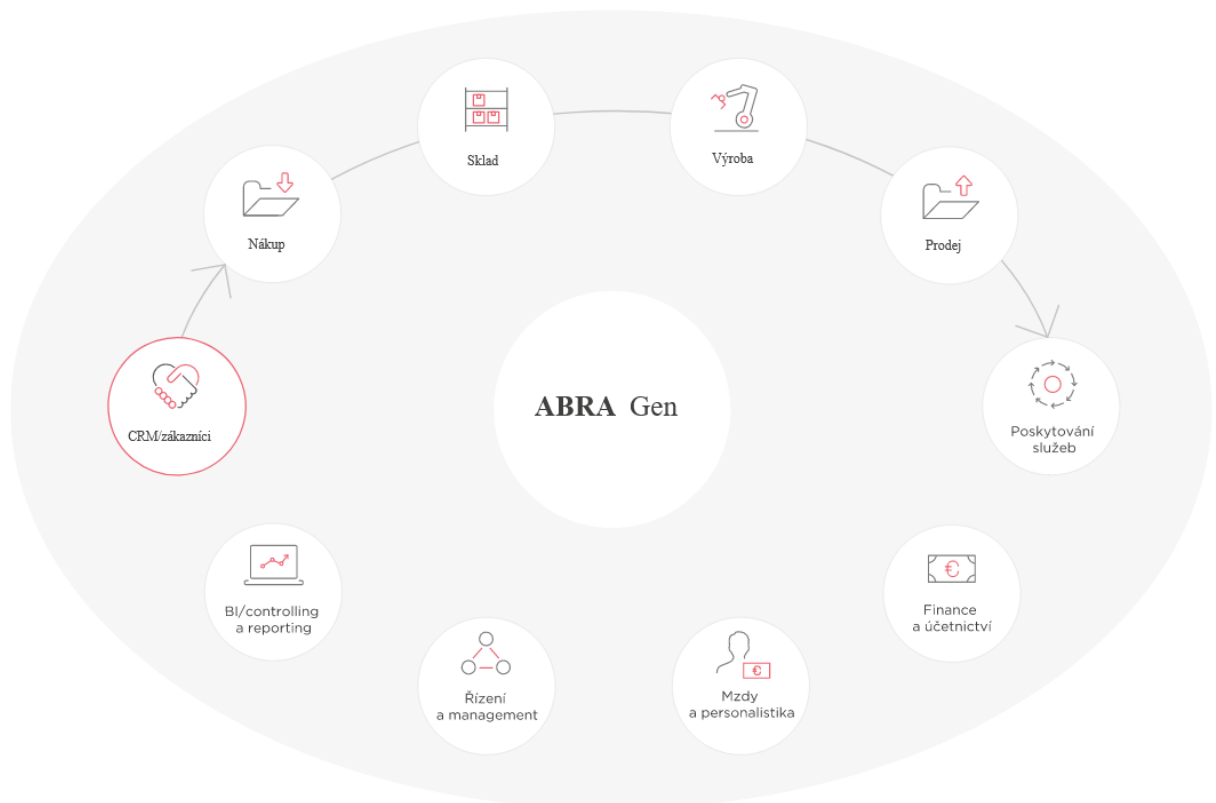 Sklad
Výroba
Nákup
Prodej
ABRA Gen
CRM/zákazníci
Poskytování
služeb
BI/controlling
a reporting
Finance
a účetnictví
Řízení
a management
Mzdy
a personalistika